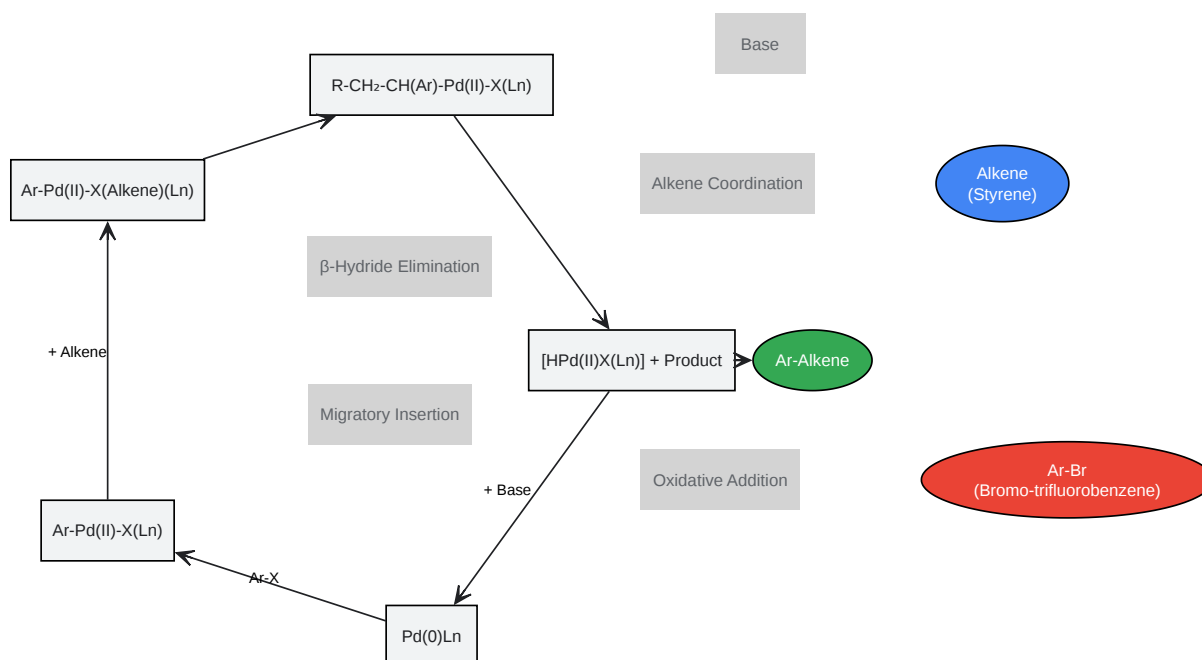 Base
R-CH₂-CH(Ar)-Pd(II)-X(Ln)
Ar-Pd(II)-X(Alkene)(Ln)
Alkene Coordination
Alkene
(Styrene)
β-Hydride Elimination
+ Alkene
[HPd(II)X(Ln)] + Product
Ar-Alkene
Migratory Insertion
Oxidative Addition
Ar-Br
(Bromo-trifluorobenzene)
+ Base
Ar-Pd(II)-X(Ln)
Ar-X
Pd(0)Ln